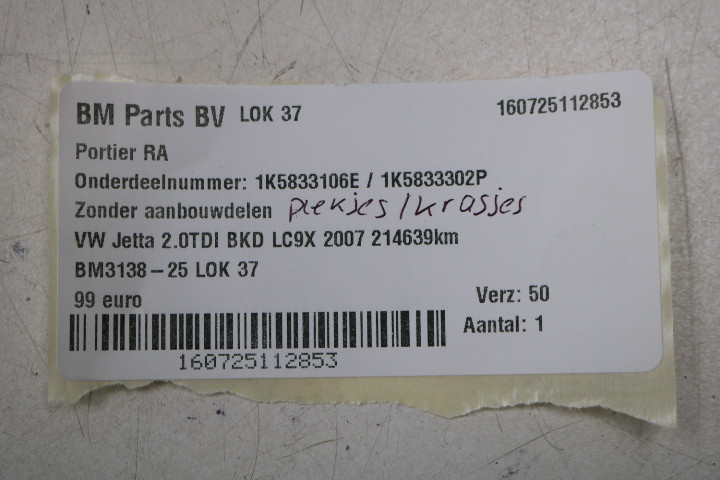 BM Parts BV LOK 37 160725112853
Portier RA
Onderdeelnummer: 1K5833106E / 1K5833302P
Zonder aanbouwdelen plekjes/krasjes
VW Jetta 2.0TDI BKD LC9X 2007 214639km
BM3138-25 LOK 37
99 euro Verz: 50
Aantal: 1
160725112853